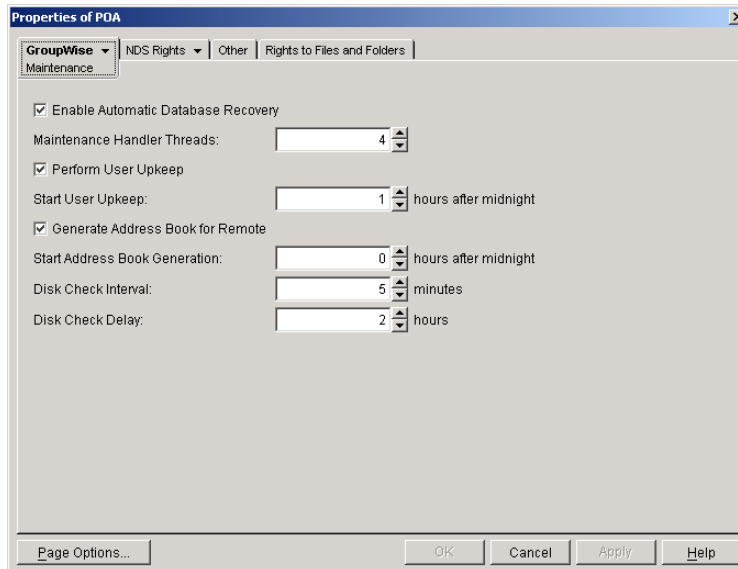 Properties of POA
GroupWise NDS Rights Other Rights to Files and Folders
Maintenance
Enable Automatic Database Recovery
Maintenance Handler Threads: 4
Perform User Upkeep
Start User Upkeep: 1 hours after midnight
Generate Address Book for Remote
Start Address Book Generation: 0 hours after midnight
Disk Check Interval: 5 minutes
Disk Check Delay: 2 hours
Page Options... OK Cancel Apply Help